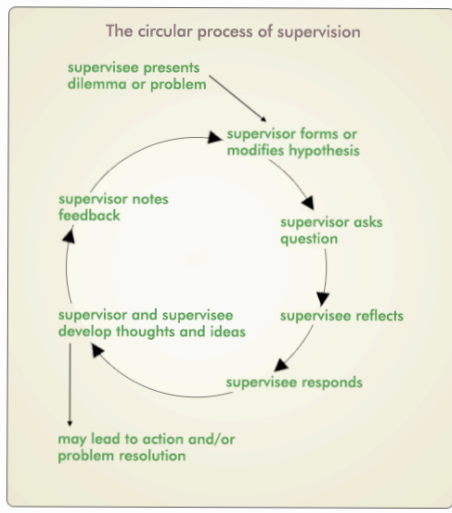 The circular process of supervision
supervisee presents
dilemma or problem
supervisor forms or
modifies hypothesis
supervisor asks
question
supervisee reflects
supervisee responds
supervisor and supervisee
develop thoughts and ideas
supervisor notes
feedback
may lead to action and/or
problem resolution